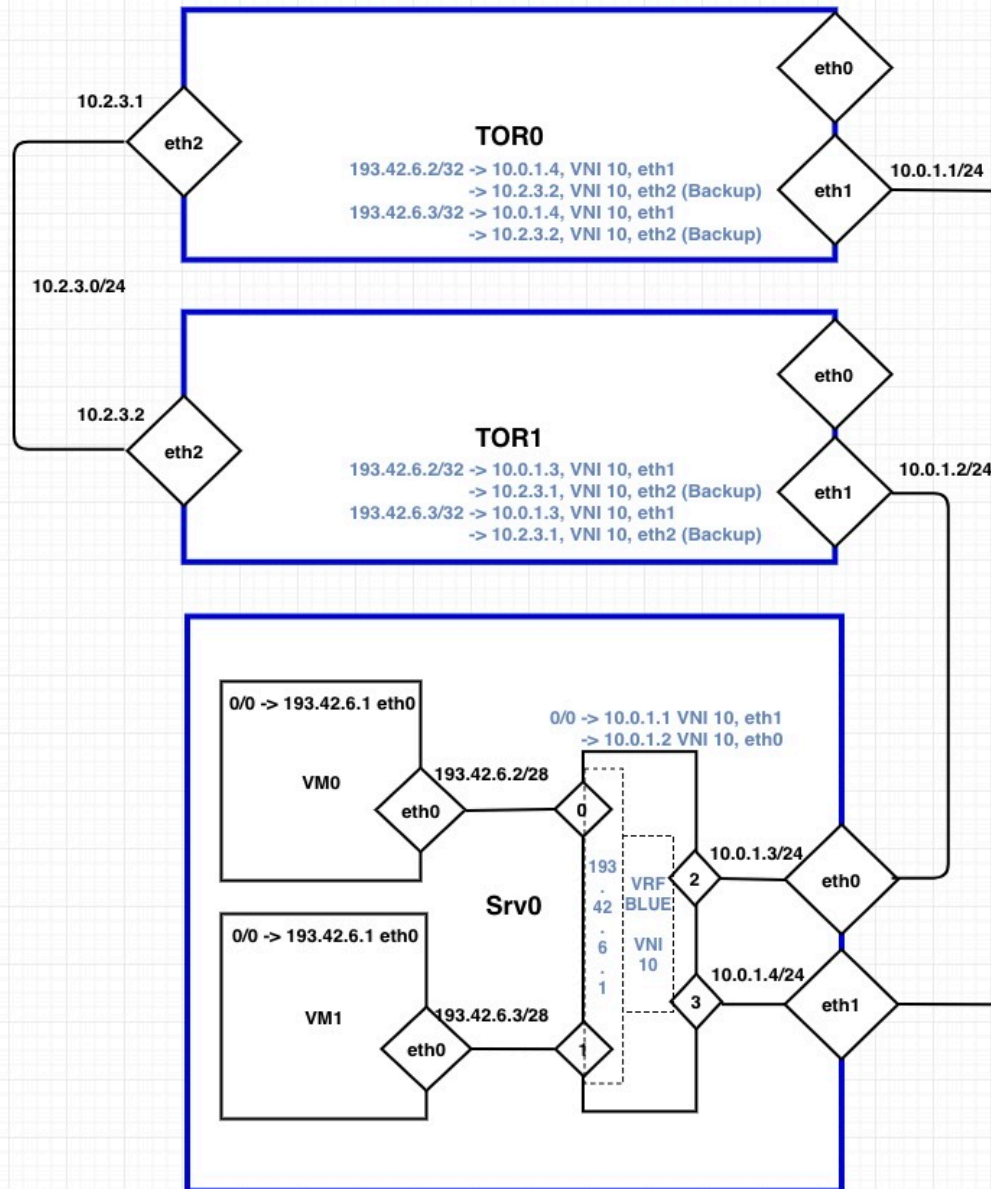 eth0
10.2.3.1
eth2
TOR0
10.0.1.1/24
193.42.6.2/32 -> 10.0.1.4, VNI 10, eth1
-> 10.2.3.2, VNI 10, eth2 (Backup)
193.42.6.3/32 -> 10.0.1.4, VNI 10, eth1
-> 10.2.3.2, VNI 10, eth2 (Backup)
eth1
10.2.3.0/24
eth0
10.2.3.2
eth2
TOR1
10.0.1.2/24
193.42.6.2/32 -> 10.0.1.3, VNI 10, eth1
-> 10.2.3.1, VNI 10, eth2 (Backup)
193.42.6.3/32 -> 10.0.1.3, VNI 10, eth1
-> 10.2.3.1, VNI 10, eth2 (Backup)
eth1
0/0 -> 193.42.6.1 eth0
VM0
eth0
193.42.6.2/28
0/0 -> 10.0.1.1 VNI 10, eth1
-> 10.0.1.2 VNI 10, eth0
0
193
.
42
.
6
.
1
VRF
BLUE
VNI
10
2
10.0.1.3/24
eth0
Srv0
0/0 -> 193.42.6.1 eth0
VM1
eth0
193.42.6.3/28
1
3
10.0.1.4/24
eth1